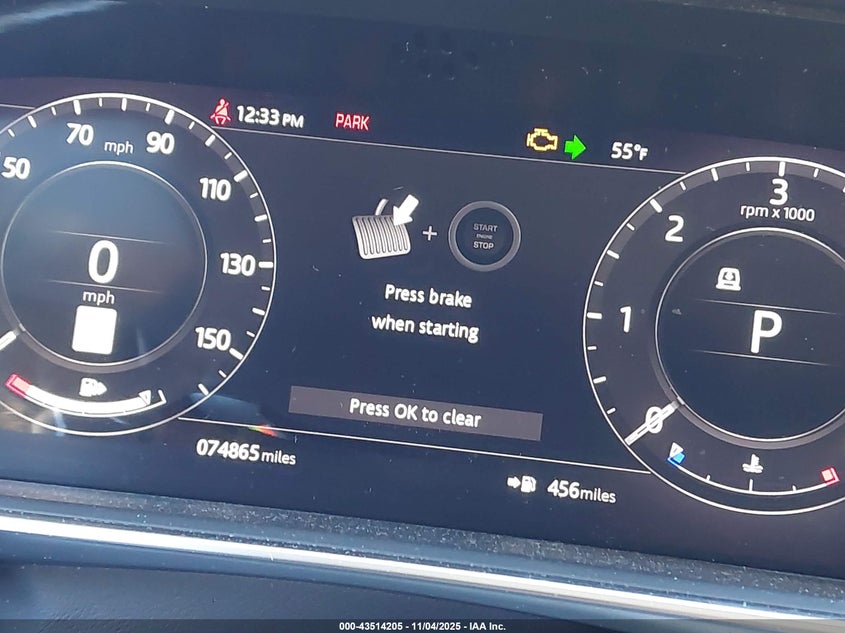 12:33 PM PARK 55°F
50 70 mph 90 110 130 150
0
mph
START
ENGINE
STOP
+
Press brake
when starting
Press OK to clear
074865 miles
456 miles
0 1 2 3
rpm x 1000
P
000-43514205 - 11/04/2025 - IAA Inc.